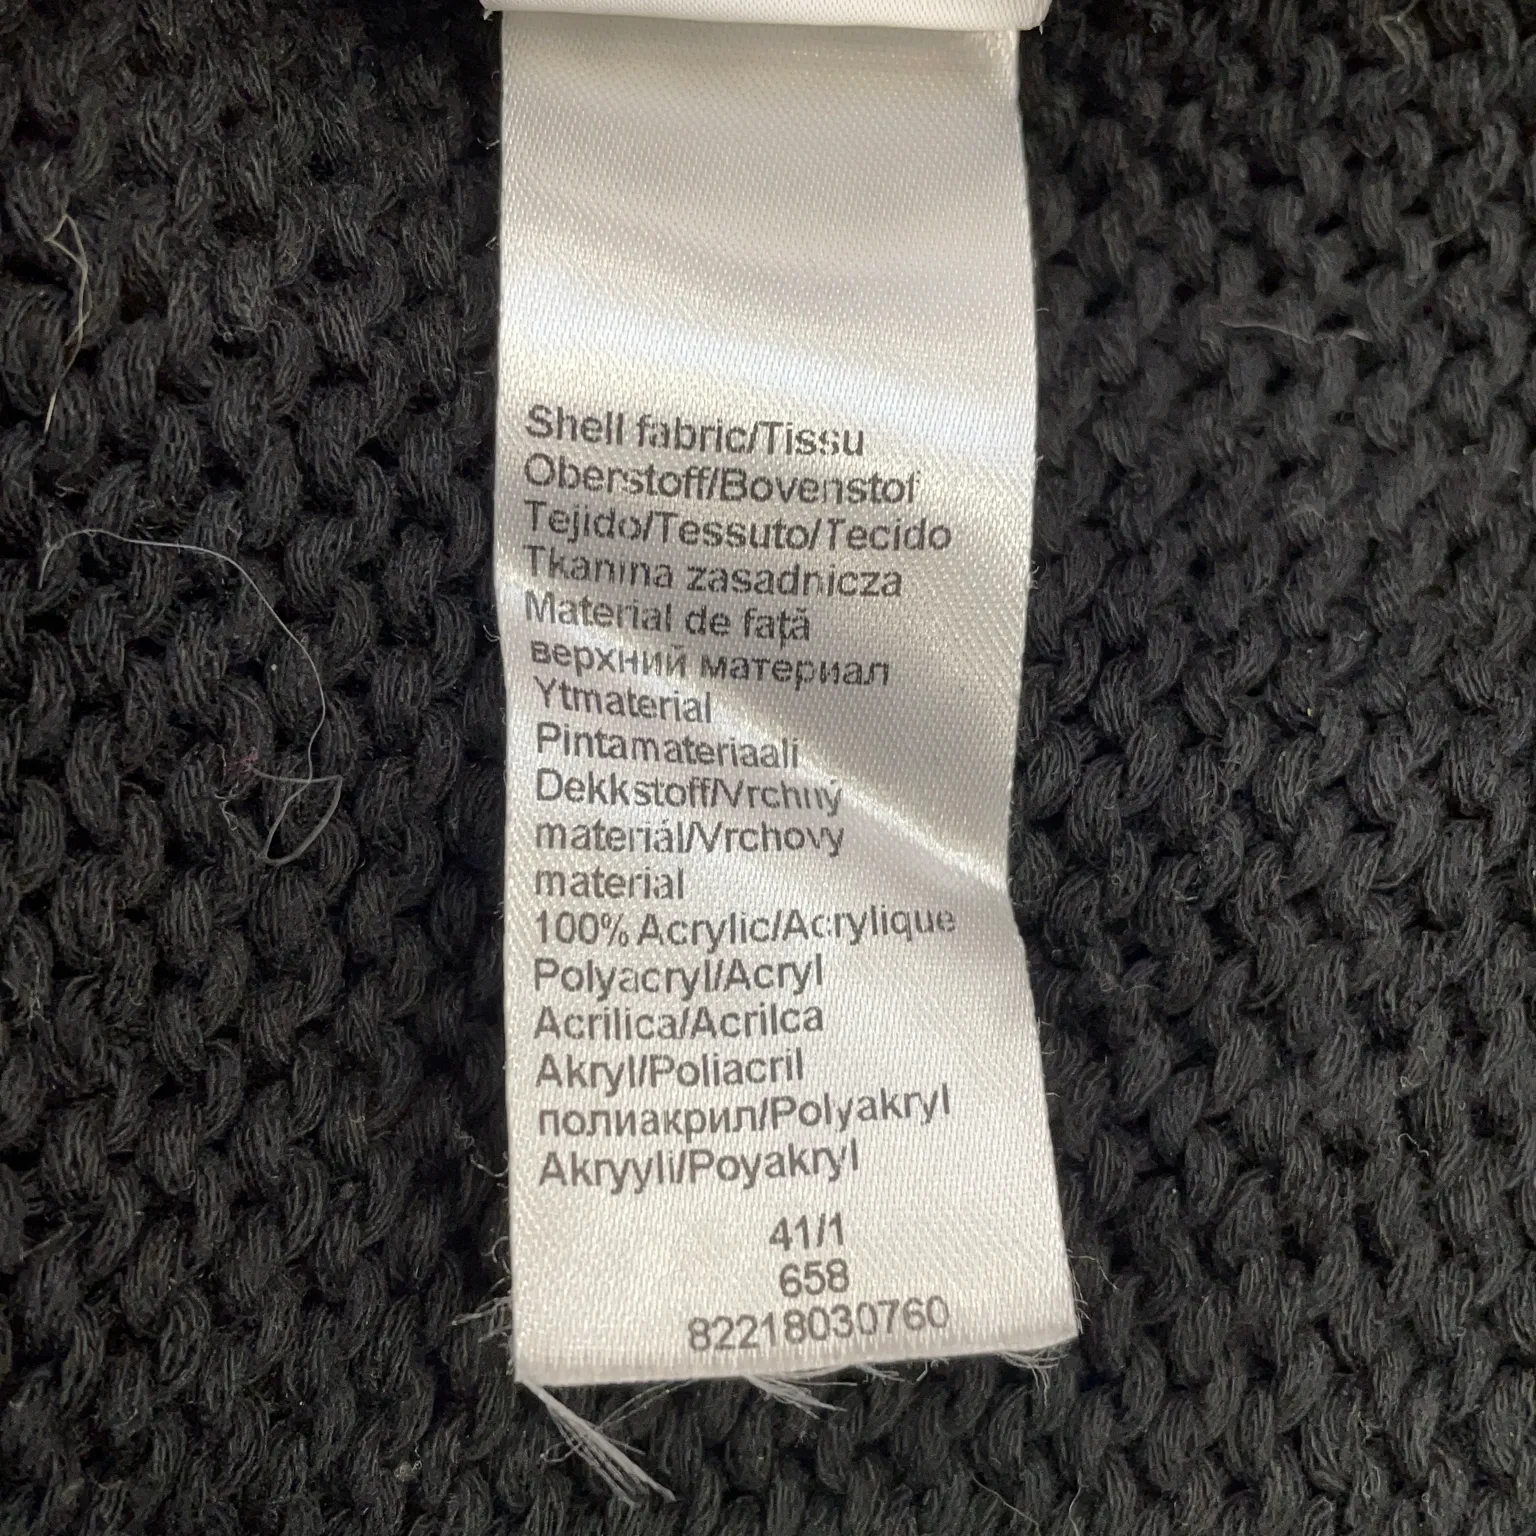 Shell fabric/Tissu
Oberstoff/Bovenstof
Tejido/Tessuto/Tecido
Tkanina zasadnicza
Material de faţă
верхний материал
Ytmaterial
Pintamateriaali
Dekkstoff/Vrchný
materiál/Vrchovy
material
100% Acrylic/Acrylique
Polyacryl/Acryl
Acrilica/Acrilca
Akryl/Poliacril
полиакрил/Polyakryl
Akryyli/Poyakryl
41/1
658
82218030760